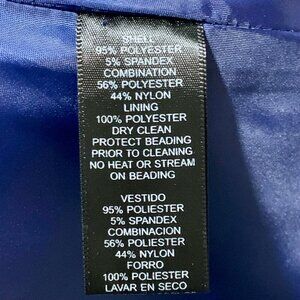 SHELL
95% POLYESTER
5% SPANDEX
COMBINATION
56% POLYESTER
44% NYLON
LINING
100% POLYESTER
DRY CLEAN
PROTECT BEADING
PRIOR TO CLEANING
NO HEAT OR STREAM
ON BEADING
VESTIDO
95% POLIESTER
5% SPANDEX
COMBINACION
56% POLIESTER
44% NYLON
FORRO
100% POLIESTER
LAVAR EN SECO